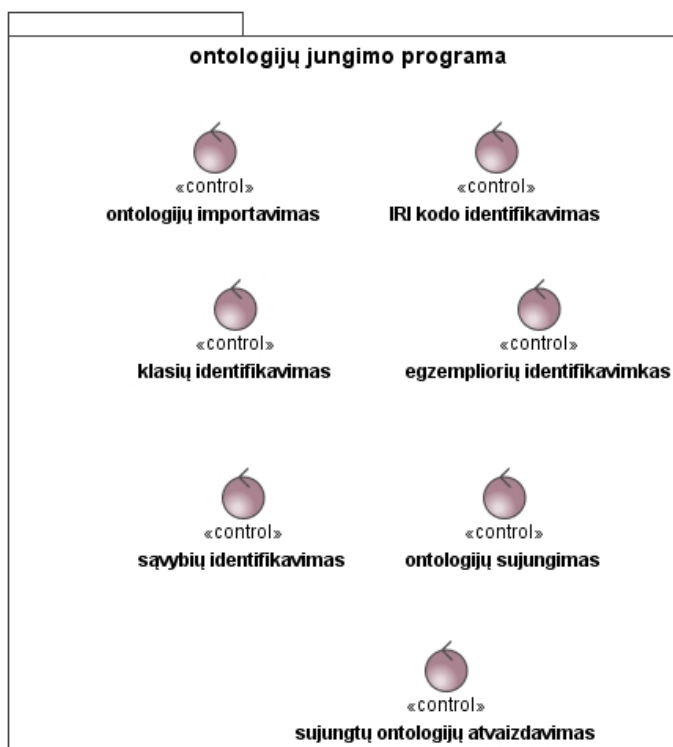 ontologijų jungimo programa
«control» «control»
ontologijų importavimas IRI kodo identifikavimas
«control» «control»
klasių identifikavimas egzempliorių identifikavimkas
«control» «control»
sąvybių identifikavimas ontologijų sujungimas
«control»
sujungtų ontologijų atvaizdavimas